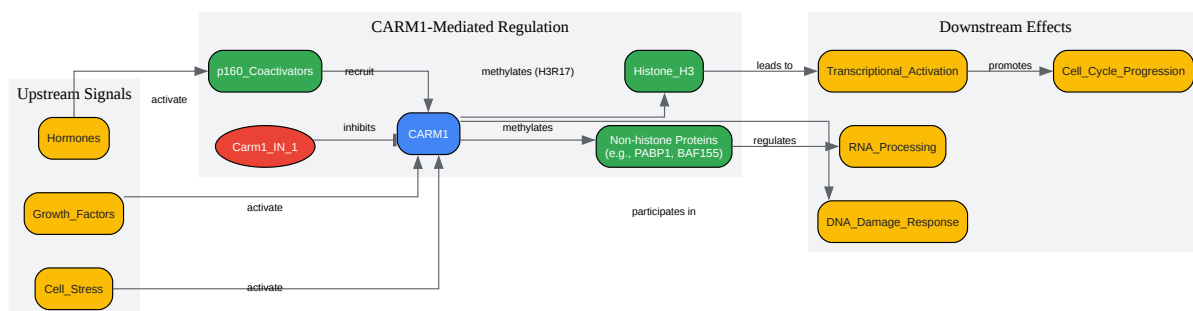 CARM1-Mediated Regulation
Downstream Effects
Upstream Signals
p160_Coactivators
recruit
methylates (H3R17)
Histone_H3
leads to
Transcriptional_Activation
promotes
Cell_Cycle_Progression
activate
Hormones
inhibits
Carm1_IN_1
CARM1
methylates
Non-histone Proteins
(e.g., PABP1, BAF155)
regulates
RNA_Processing
Growth_Factors
activate
participates in
DNA_Damage_Response
Cell_Stress
activate